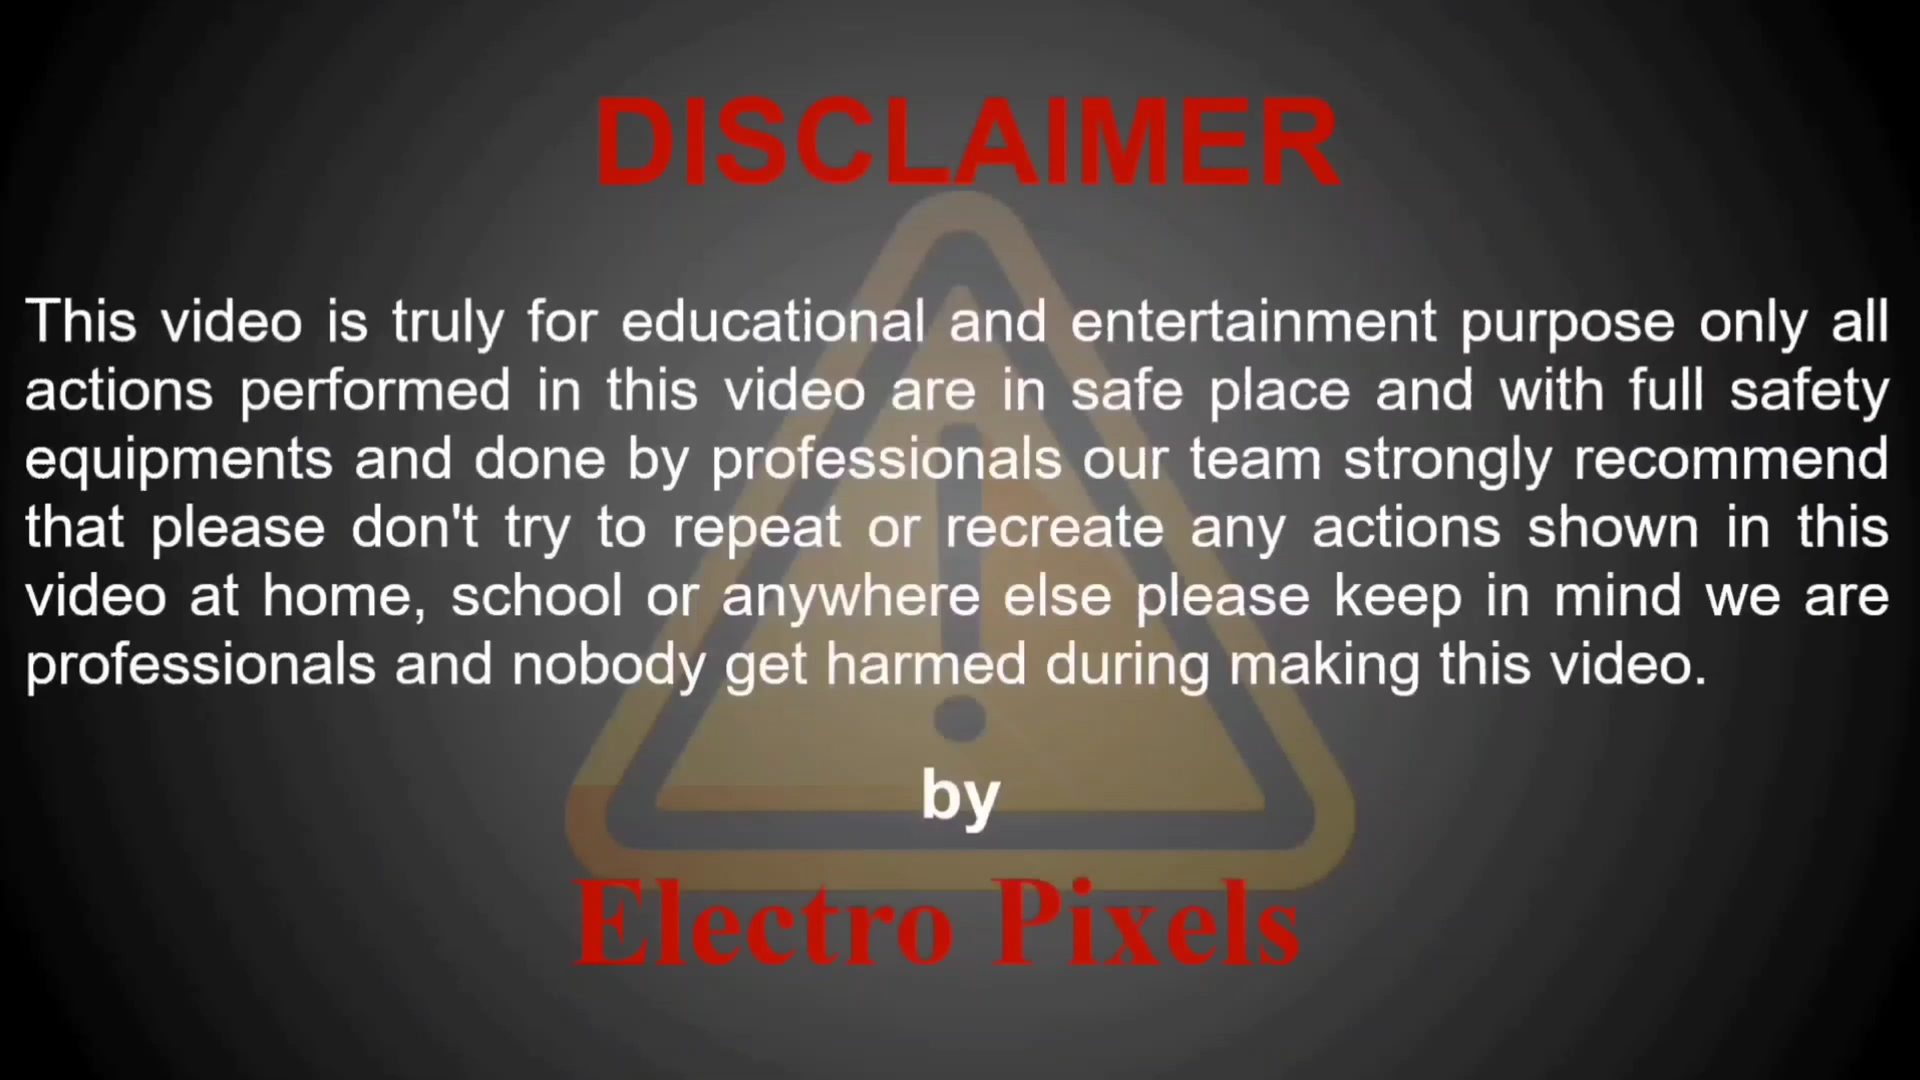 DISCLAIMER
This video is truly for educational and entertainment purpose only all
actions performed in this video are in safe place and with full safety
equipments and done by professionals our team strongly recommend
that please don't try to repeat or recreate any actions shown in this
video at home, school or anywhere else please keep in mind we are
professionals and nobody get harmed during making this video.
by
Electro Pixels